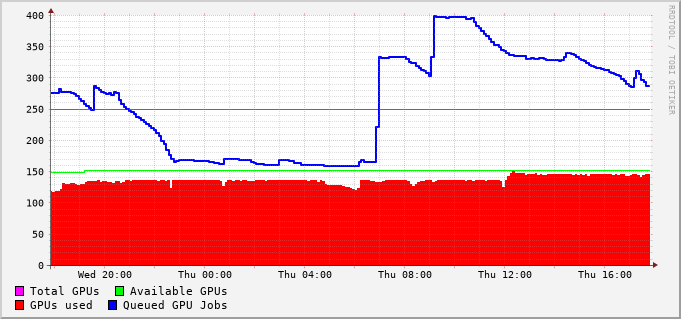 400
350
300
250
200
150
100
50
0
Wed 20:00 Thu 00:00 Thu 04:00 Thu 08:00 Thu 12:00 Thu 16:00
Total GPUs Available GPUs
GPUs used Queued GPU Jobs
RRDTOOL / TOBI OETIKER